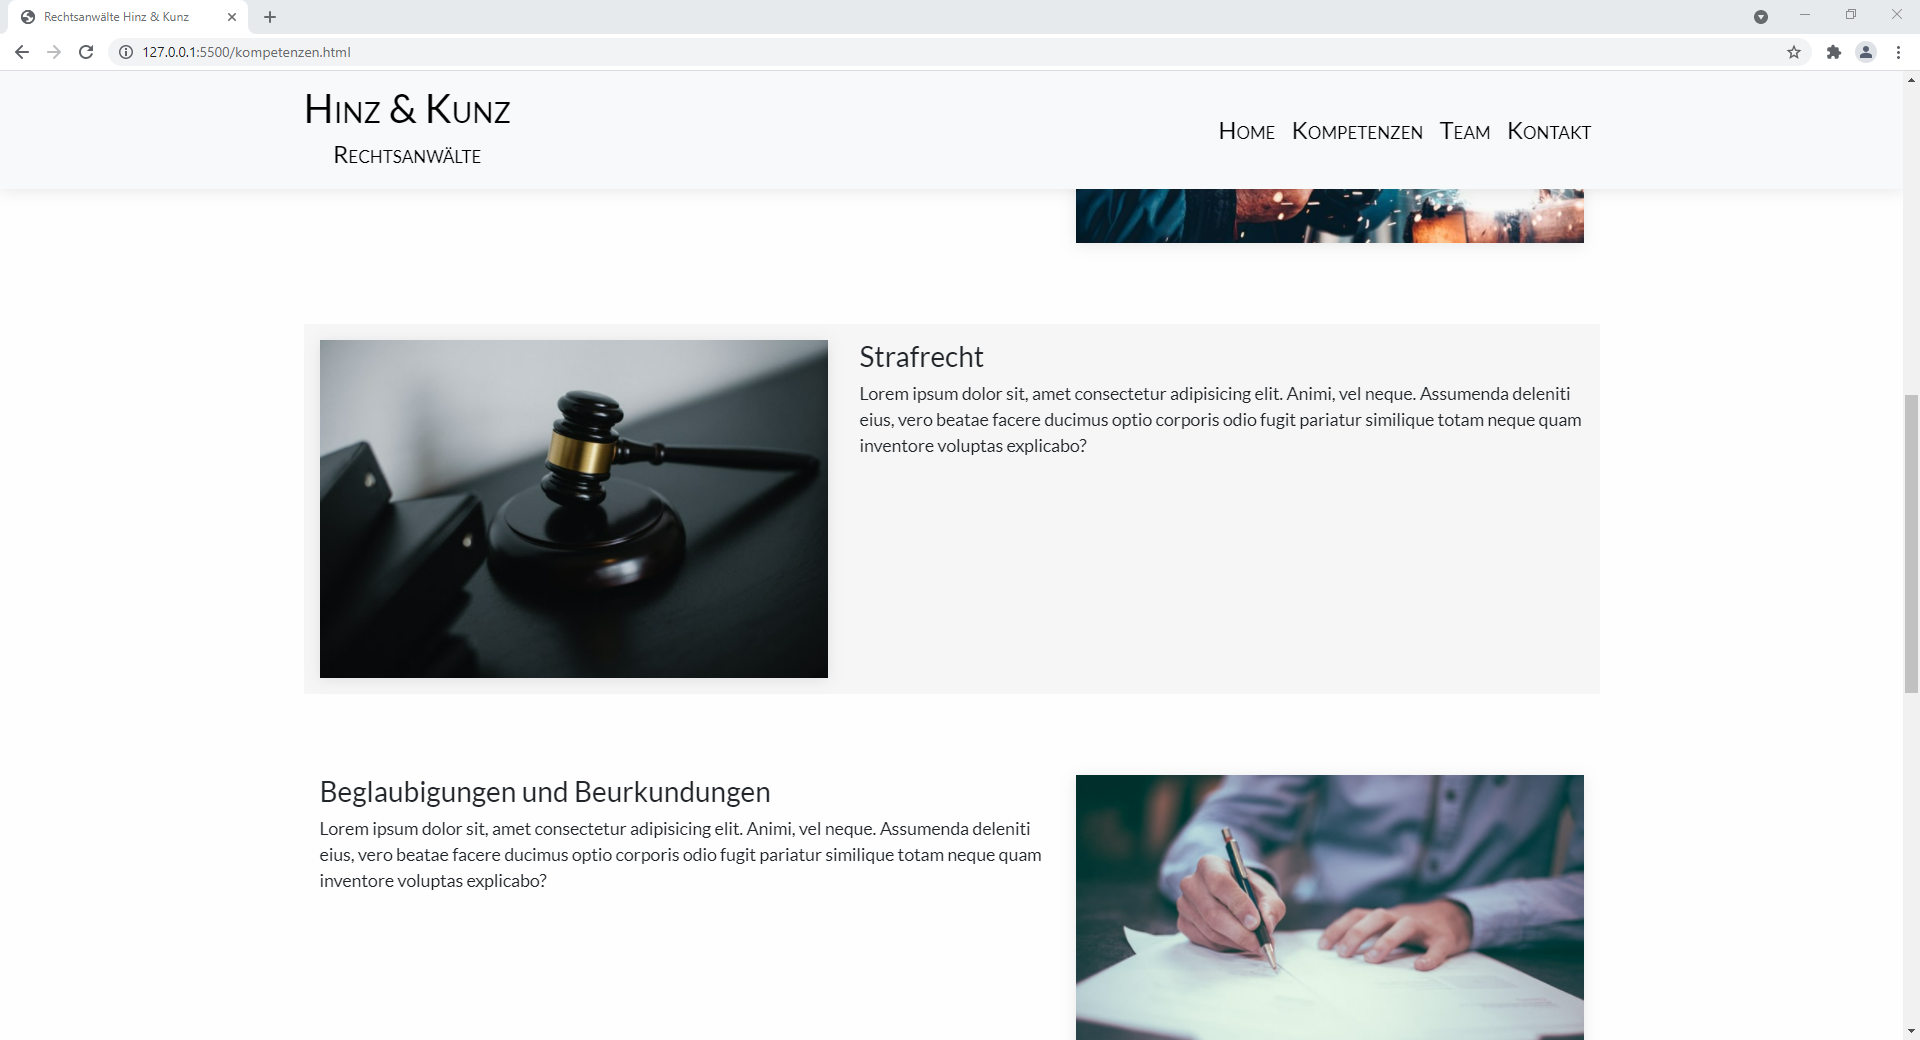 Rechtsanwälte Hinz & Kunz
127.0.0.1:5500/kompetenzen.html
Hinz & Kunz
Rechtsanwälte
Home Kompetenzen Team Kontakt
Strafrecht
Lorem ipsum dolor sit, amet consectetur adipisicing elit. Animi, vel neque. Assumenda deleniti
eius, vero beatae facere ducimus optio corporis odio fugit pariatur similique totam neque quam
inventore voluptas explicabo?
Beglaubigungen und Beurkundungen
Lorem ipsum dolor sit, amet consectetur adipisicing elit. Animi, vel neque. Assumenda deleniti
eius, vero beatae facere ducimus optio corporis odio fugit pariatur similique totam neque quam
inventore voluptas explicabo?